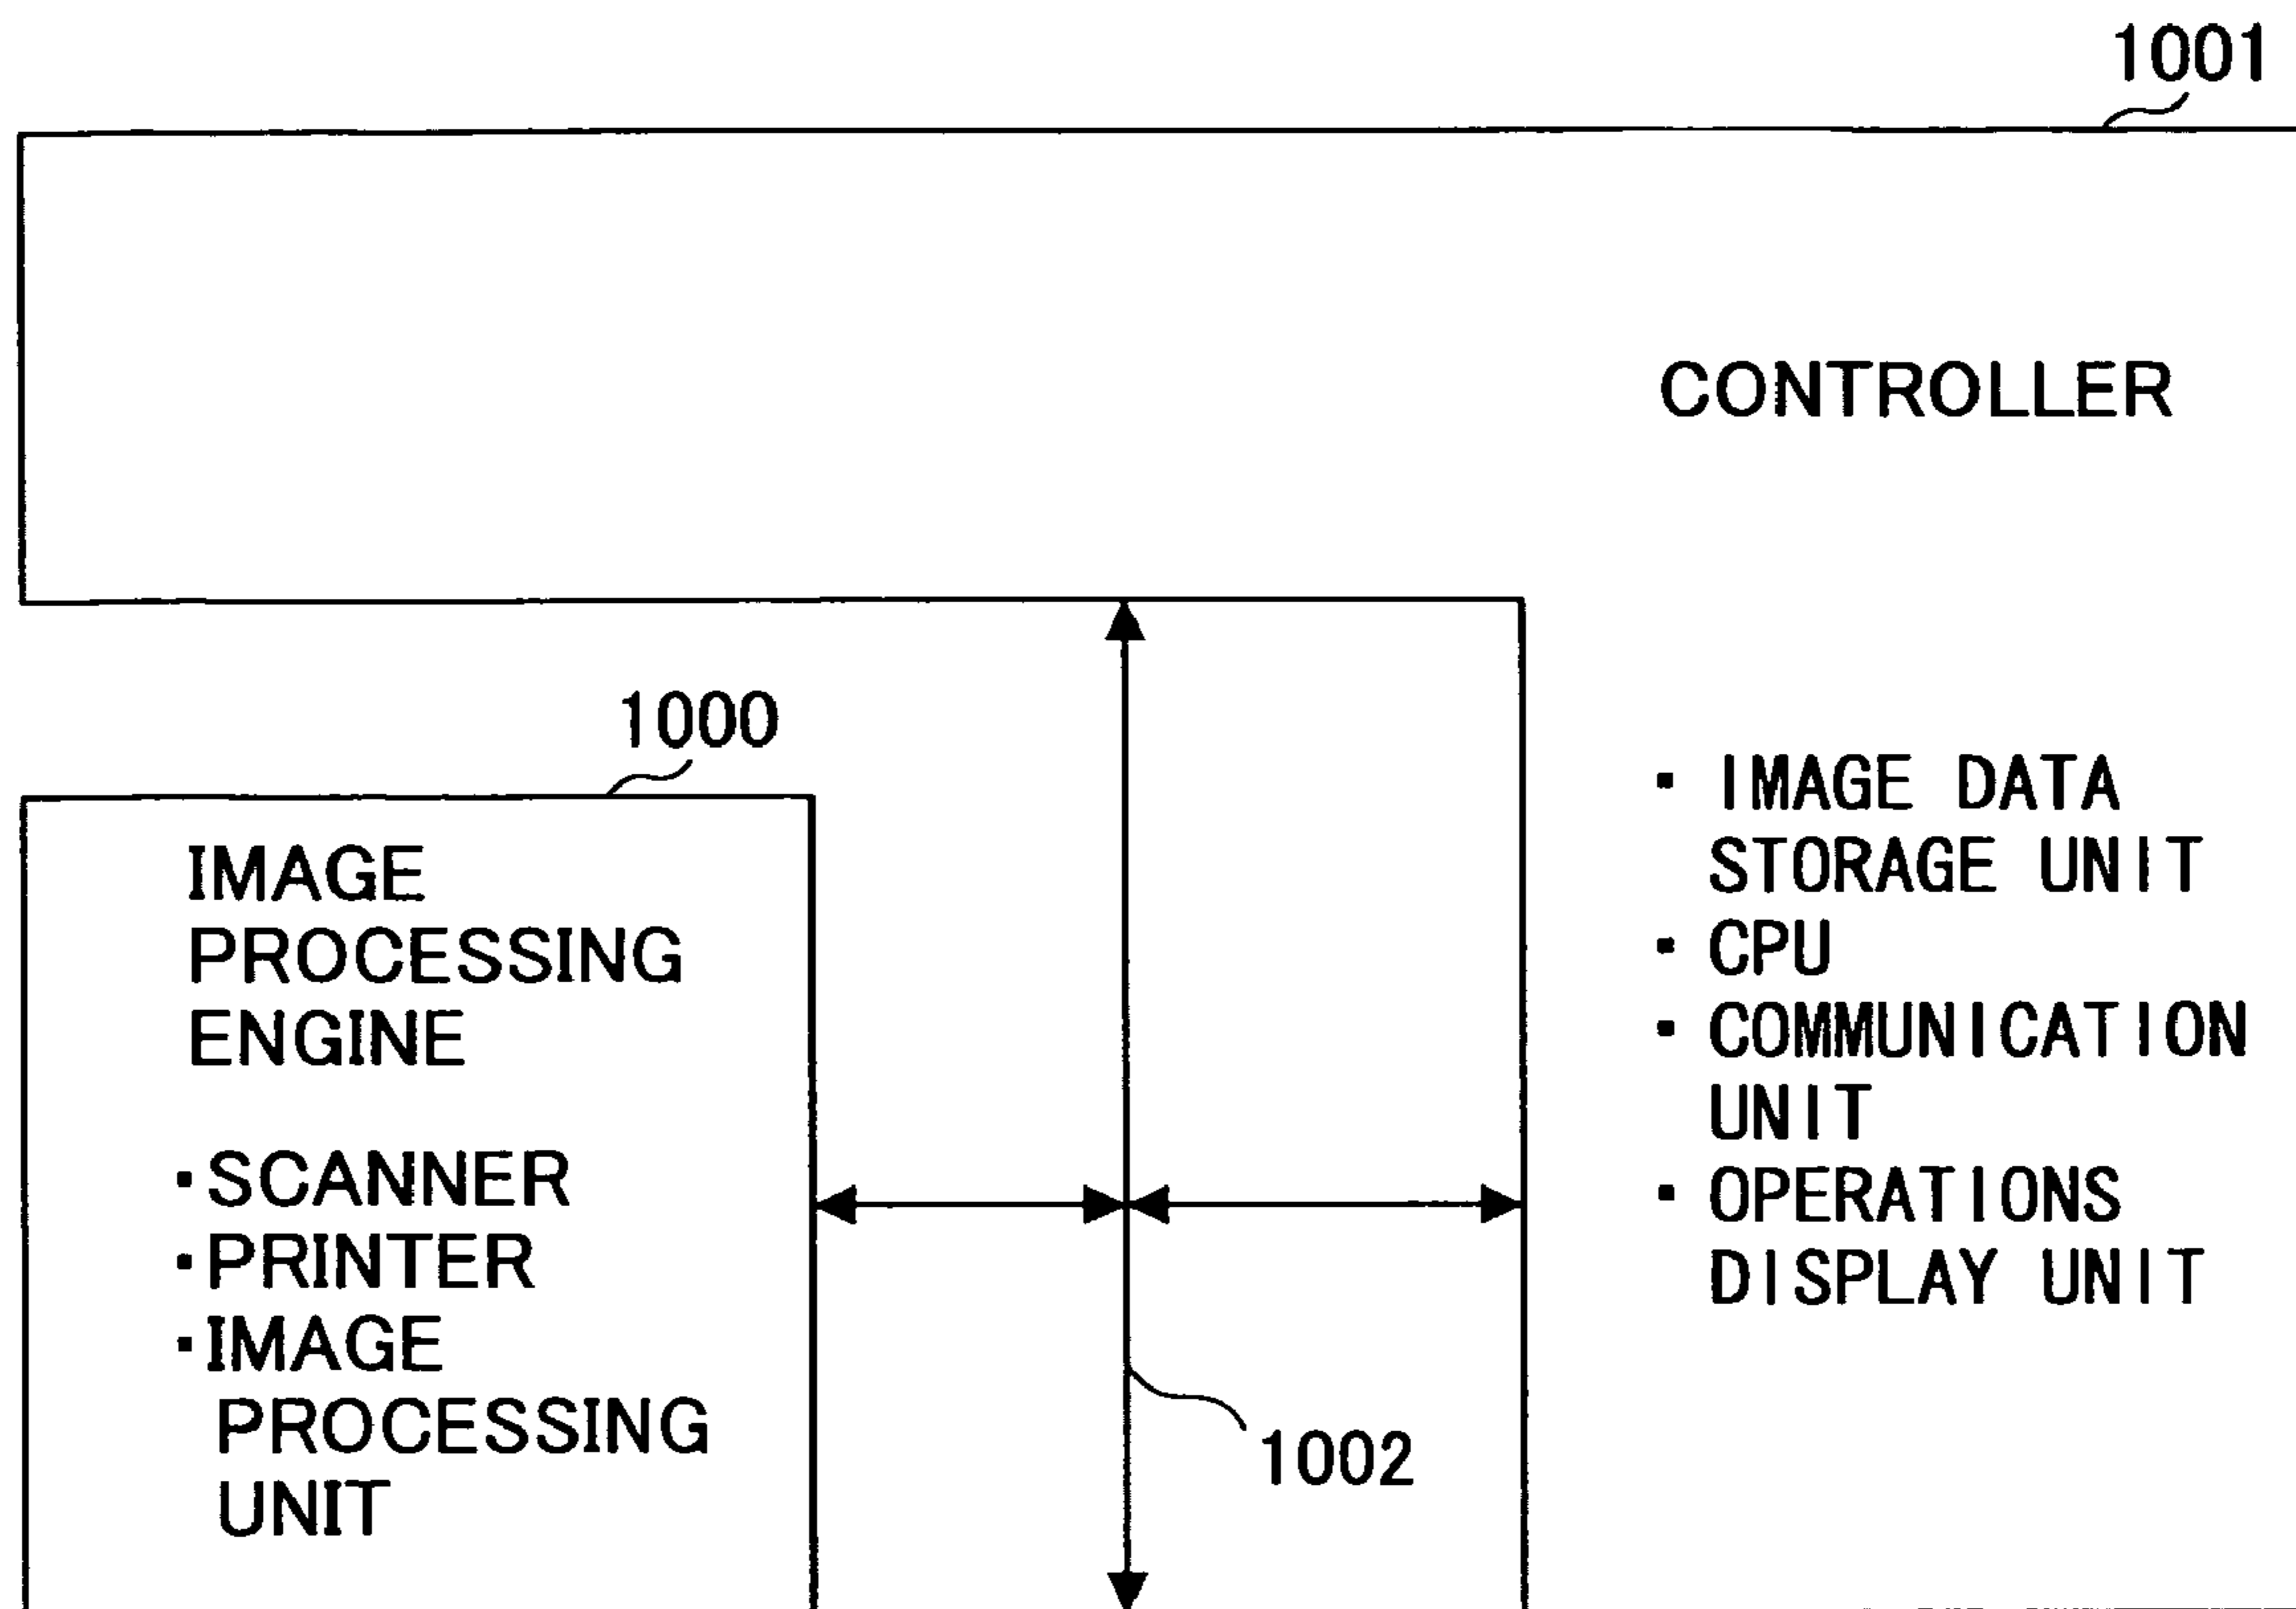 1001
CONTROLLER
1000
IMAGE
PROCESSING
ENGINE
・SCANNER
・PRINTER
・IMAGE
PROCESSING
UNIT
・IMAGE DATA
STORAGE UNIT
・CPU
・COMMUNICATION
UNIT
・OPERATIONS
DISPLAY UNIT
1002